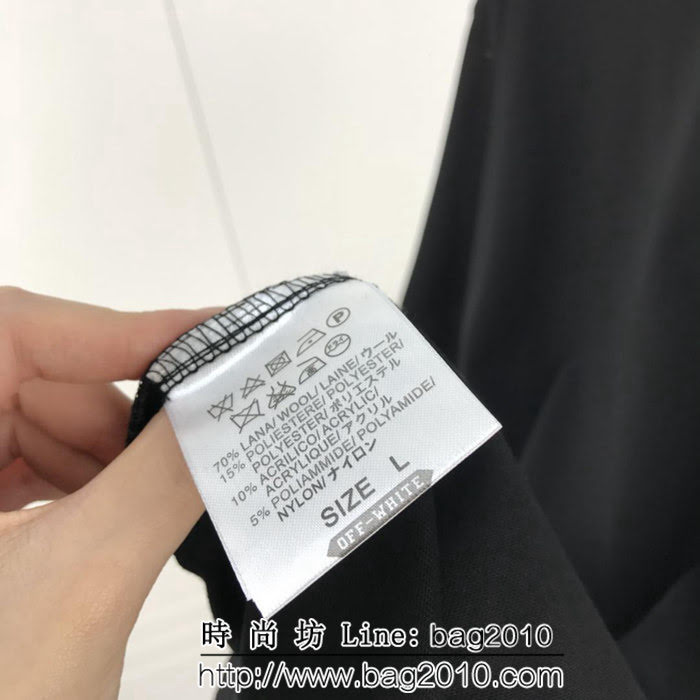 70% LANA/ WOOL/ LAINE/ ウール
15% POLIESTERE/ POLYESTER/
POLYESTER/ ポリエステル
10% ACRILICO/ ACRYLIC/
ACRYLIQUE/ アクリル
5% POLIAMMIDE/ POLYAMIDE/
NYLON/ ナイロン
SIZE L
OFF-WHITE
時尚坊 Line: bag2010
http://www.bag2010.com